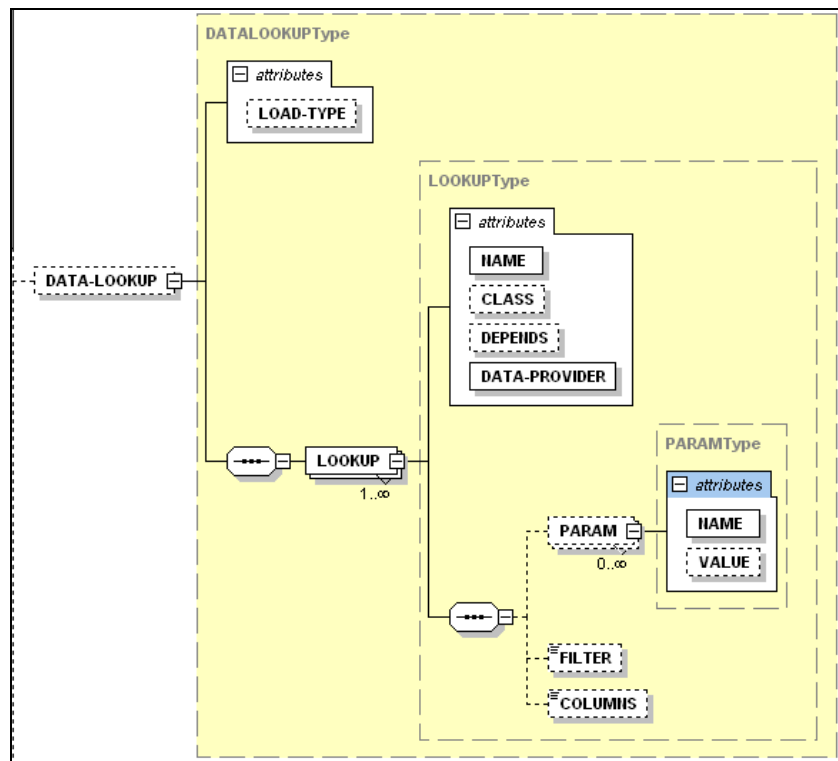 DATALOOKUPType
attributes
LOAD-TYPE
LOOKUPType
attributes
NAME
CLASS
DEPENDS
DATA-PROVIDER
DATA-LOOKUP
LOOKUP
1..∞
PARAMType
attributes
NAME
VALUE
PARAM
0..∞
FILTER
COLUMNS